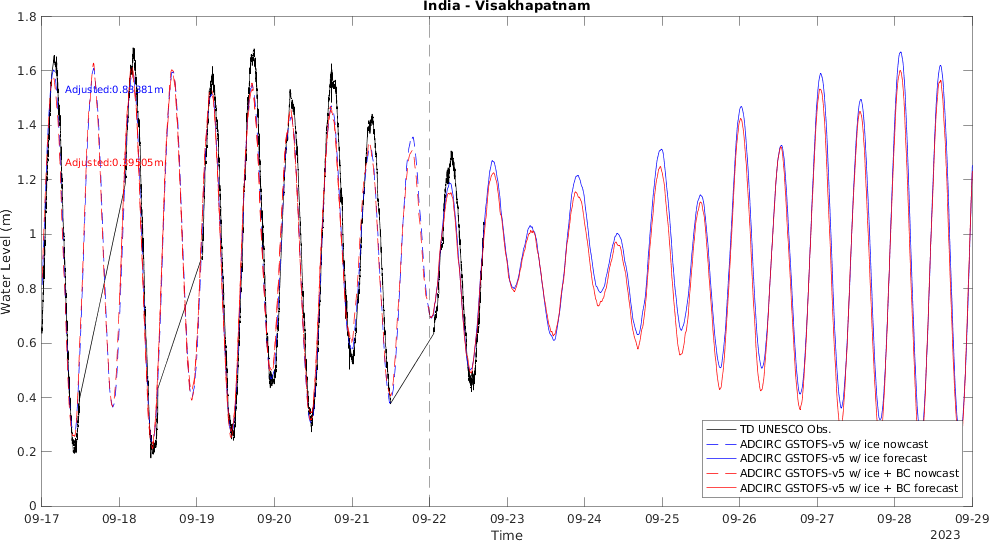 India - Visakhapatnam
Water Level (m)
1.8
1.6
1.4
1.2
1
0.8
0.6
0.4
0.2
0
Adjusted:0.83381m
Adjusted:0.39505m
TD UNESCO Obs.
ADCIRC GSTOFS-v5 w/ ice nowcast
ADCIRC GSTOFS-v5 w/ ice forecast
ADCIRC GSTOFS-v5 w/ ice + BC nowcast
ADCIRC GSTOFS-v5 w/ ice + BC forecast
09-17 09-18 09-19 09-20 09-21 09-22 09-23 09-24 09-25 09-26 09-27 09-28 09-29
Time
2023